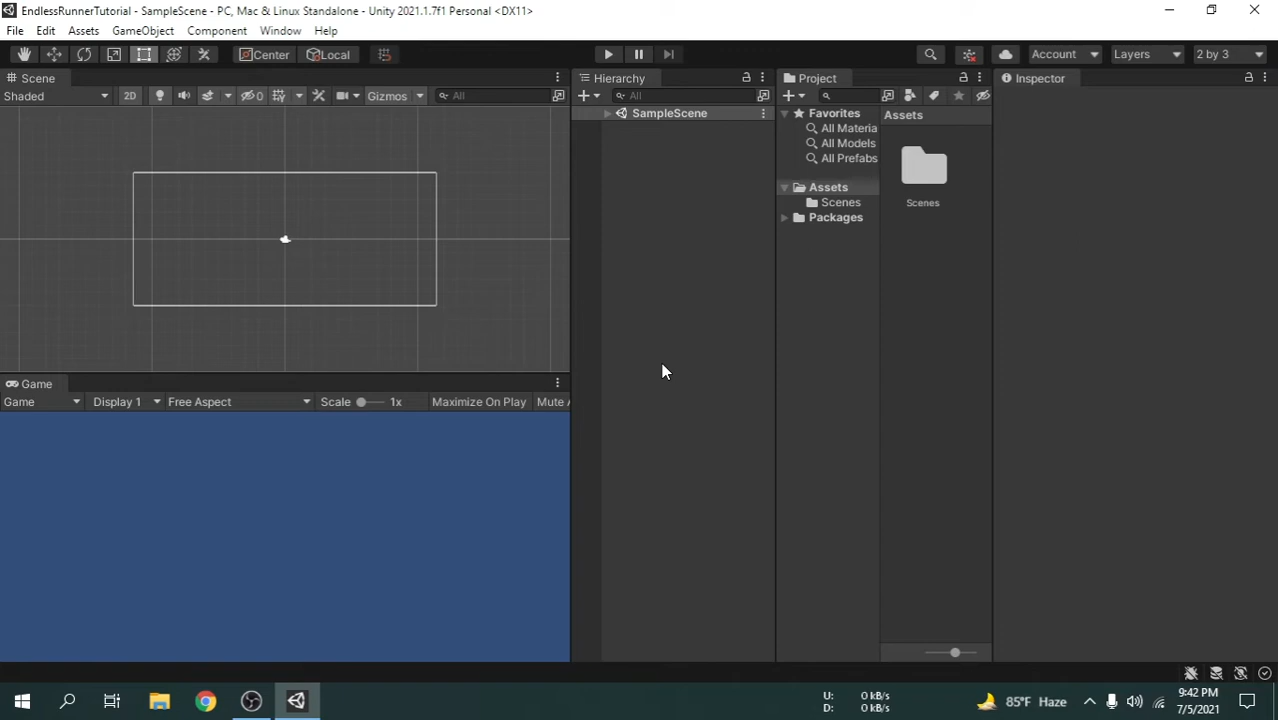 EndlessRunnerTutorial - SampleScene - PC, Mac & Linux Standalone - Unity 2021.1.7f1 Personal <DX11>
File Edit Assets GameObject Component Window Help
Center Local Account Layers 2 by 3
Scene
Shaded 2D 0 Gizmos All
Hierarchy
All
SampleScene
Project
Favorites
All Materia
All Models
All Prefabs
Assets
Scenes
Packages
Assets
Scenes
Inspector
Game
Game Display 1 Free Aspect Scale 1x Maximize On Play Mute A
U: 0 kB/s
D: 0 kB/s
85°F Haze
9:42 PM
7/5/2021